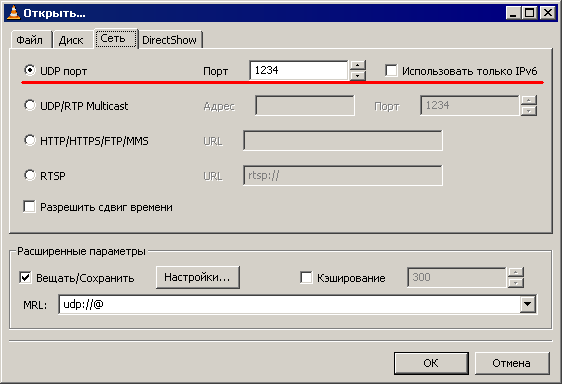 Открыть...
Файл Диск Сеть DirectShow
UDP порт Порт 1234 Использовать только IPv6
UDP/RTP Multicast Адрес Порт 1234
HTTP/HTTPS/FTP/MMS URL
RTSP URL rtsp://
Разрешить сдвиг времени
Расширенные параметры
Вещать/Сохранить Настройки... Кэширование 300
MRL: udp://@
OK Отмена